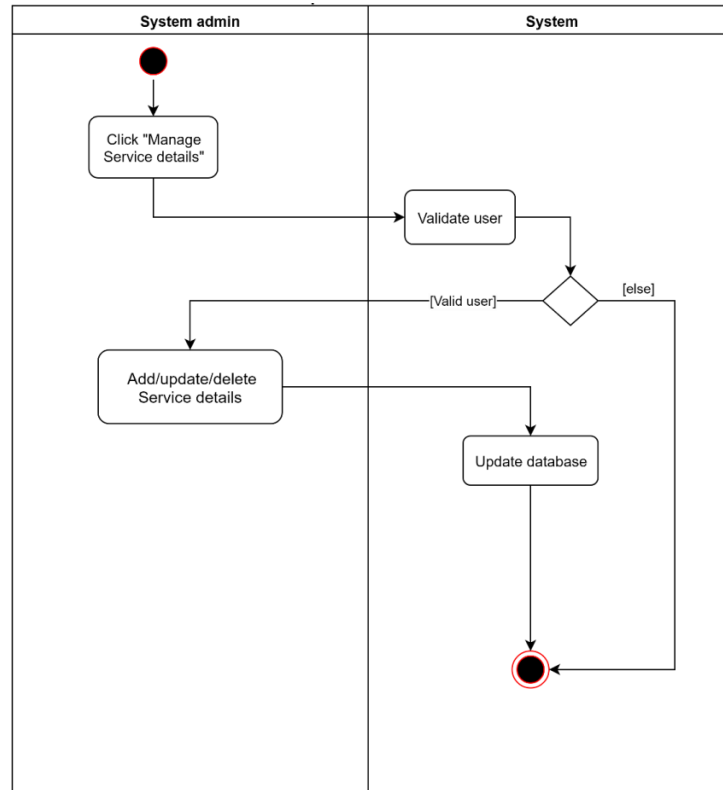 System admin
System
Click "Manage
Service details"
Validate user
[Valid user]
[else]
Add/update/delete
Service details
Update database